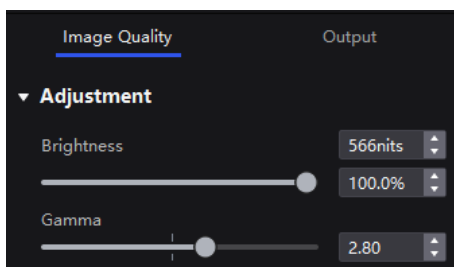 Image Quality Output
Adjustment
Brightness 566nits
100.0%
Gamma
2.80